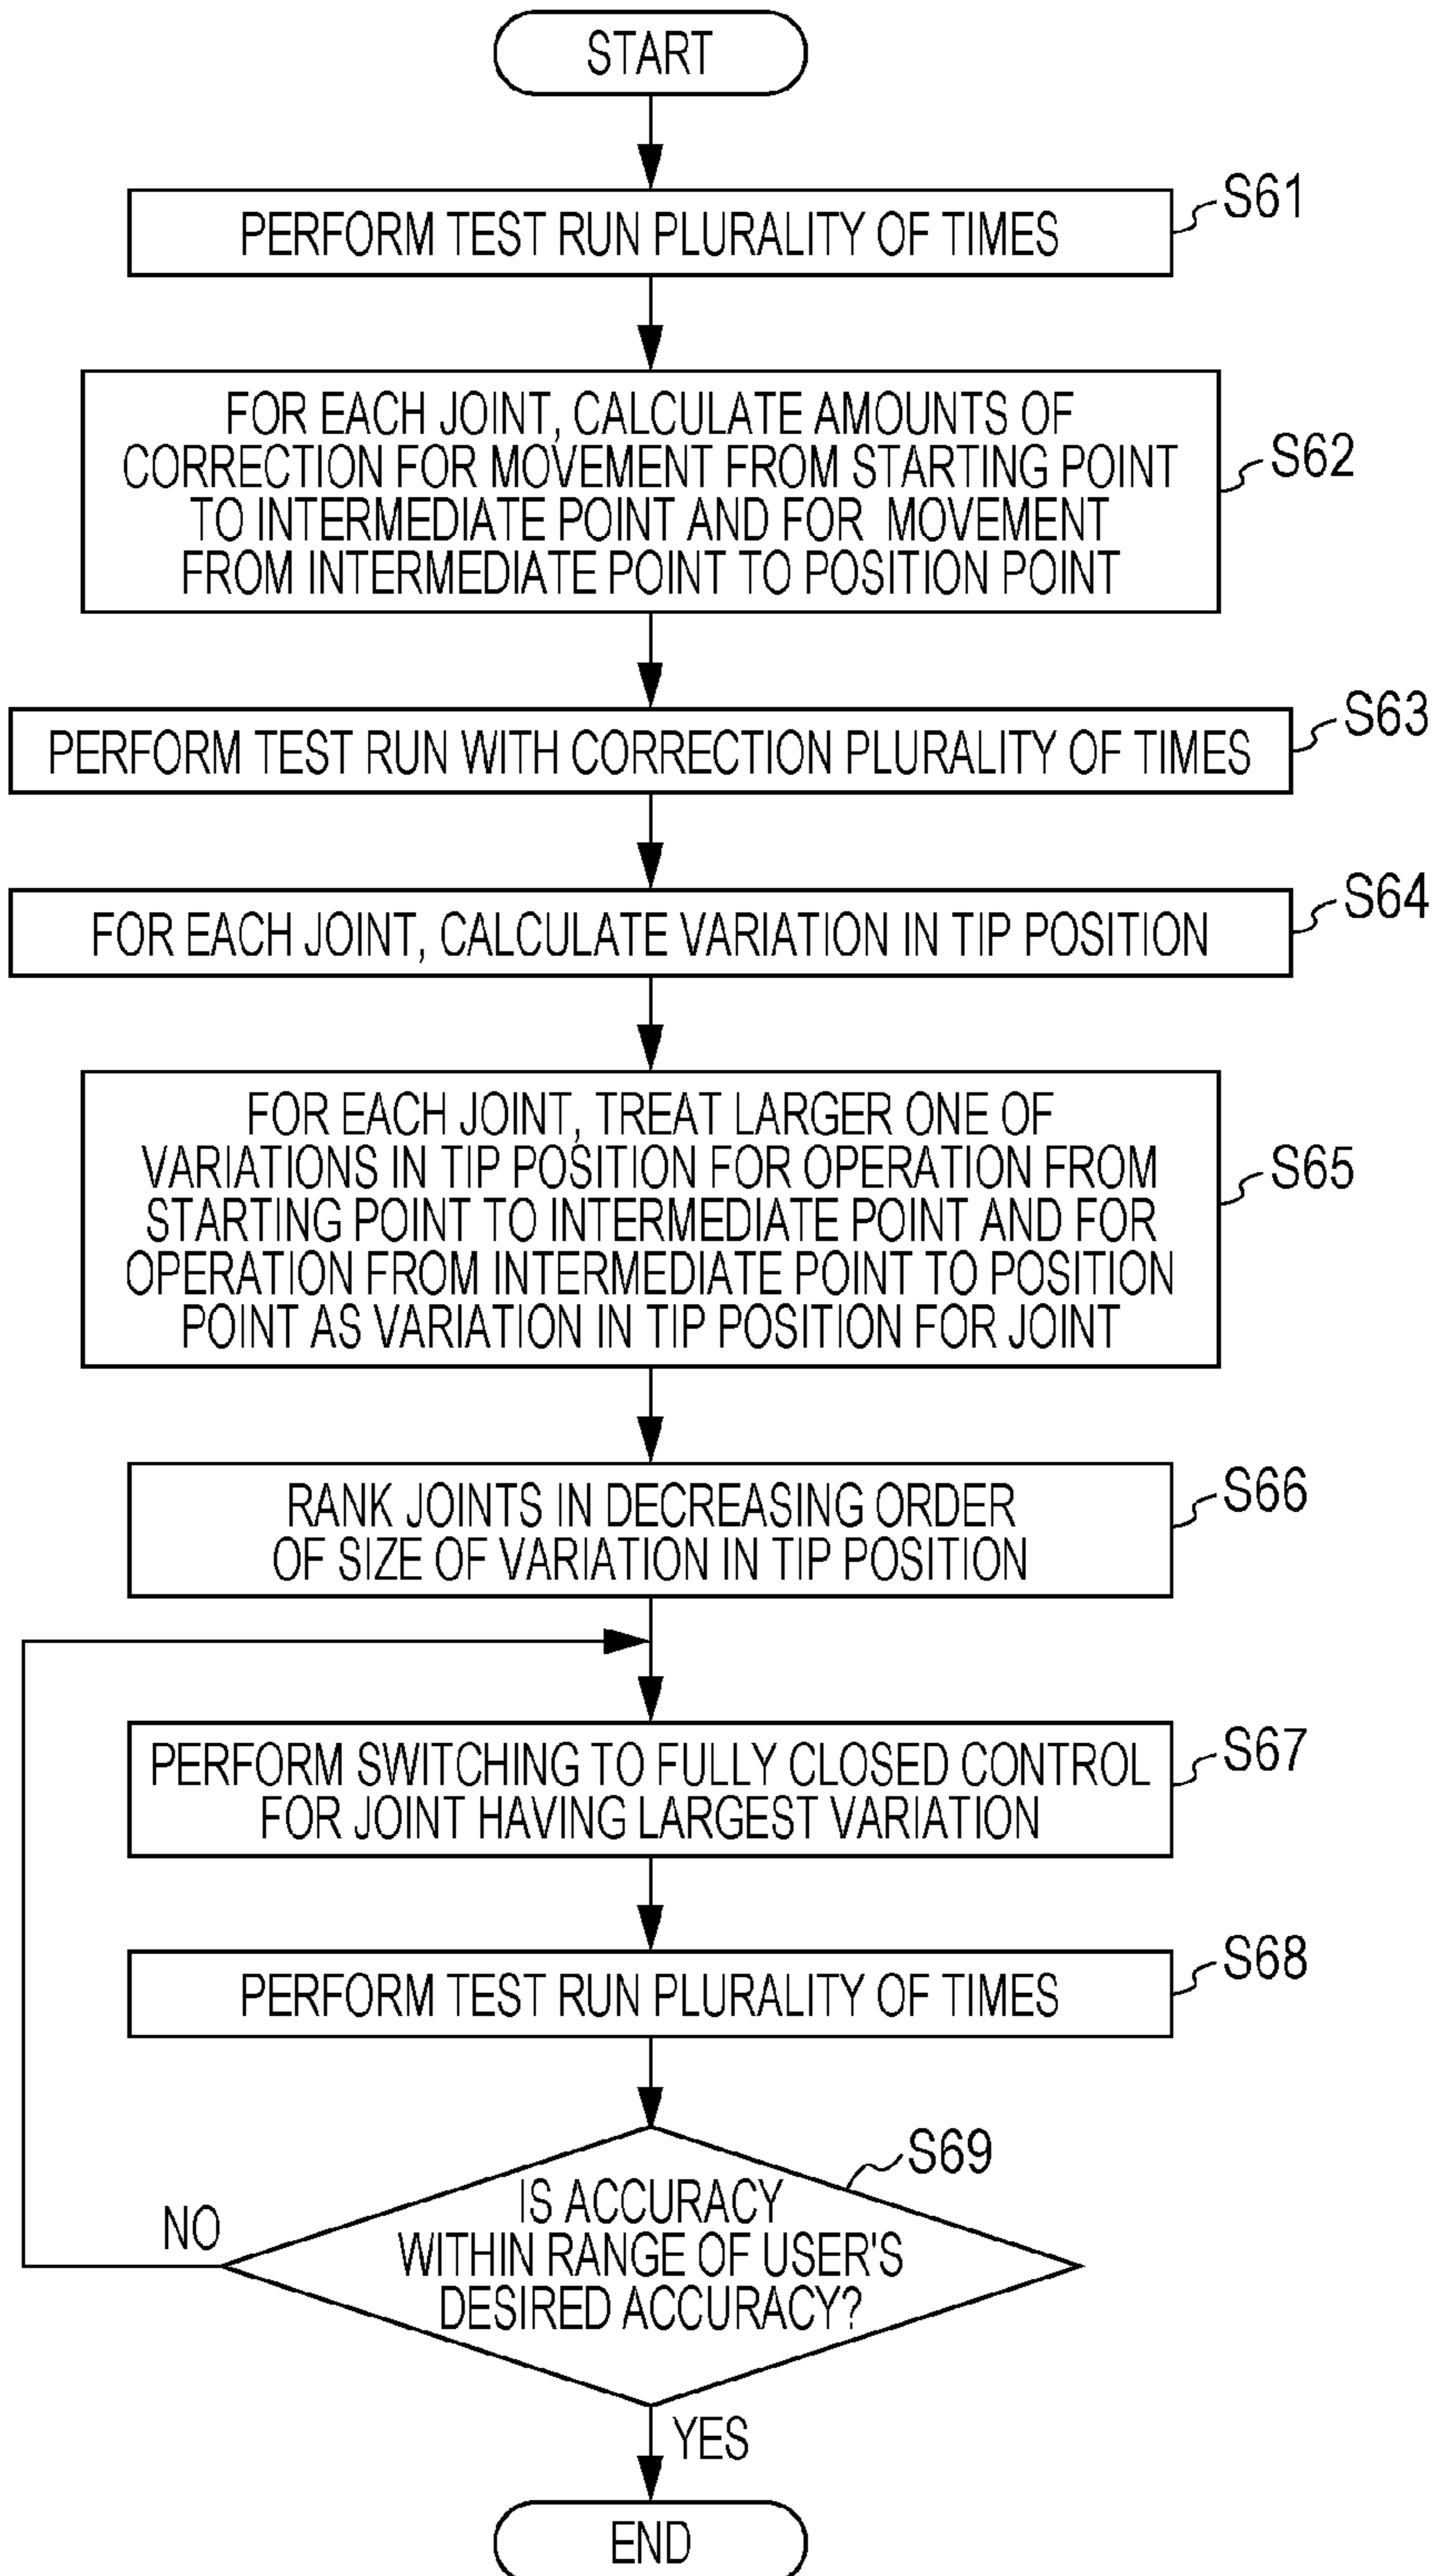 START
PERFORM TEST RUN PLURALITY OF TIMES
S61
FOR EACH JOINT, CALCULATE AMOUNTS OF
CORRECTION FOR MOVEMENT FROM STARTING POINT
TO INTERMEDIATE POINT AND FOR MOVEMENT
FROM INTERMEDIATE POINT TO POSITION POINT
S62
PERFORM TEST RUN WITH CORRECTION PLURALITY OF TIMES
S63
FOR EACH JOINT, CALCULATE VARIATION IN TIP POSITION
S64
FOR EACH JOINT, TREAT LARGER ONE OF
VARIATIONS IN TIP POSITION FOR OPERATION FROM
STARTING POINT TO INTERMEDIATE POINT AND FOR
OPERATION FROM INTERMEDIATE POINT TO POSITION
POINT AS VARIATION IN TIP POSITION FOR JOINT
S65
RANK JOINTS IN DECREASING ORDER
OF SIZE OF VARIATION IN TIP POSITION
S66
PERFORM SWITCHING TO FULLY CLOSED CONTROL
FOR JOINT HAVING LARGEST VARIATION
S67
PERFORM TEST RUN PLURALITY OF TIMES
S68
IS ACCURACY
WITHIN RANGE OF USER'S
DESIRED ACCURACY?
S69
NO
YES
END